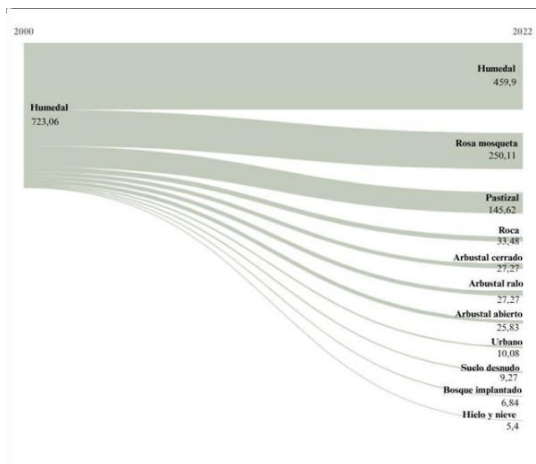 2000
2022
Humedal
723,06
Humedal
459,9
Rosa mosqueta
250,11
Pastizal
145,62
Roca
33,48
Arbustal cerrado
27,27
Arbustal ralo
27,27
Arbustal abierto
25,83
Urbano
10,08
Suelo desnudo
9,27
Bosque implantado
6,84
Hielo y nieve
5,4